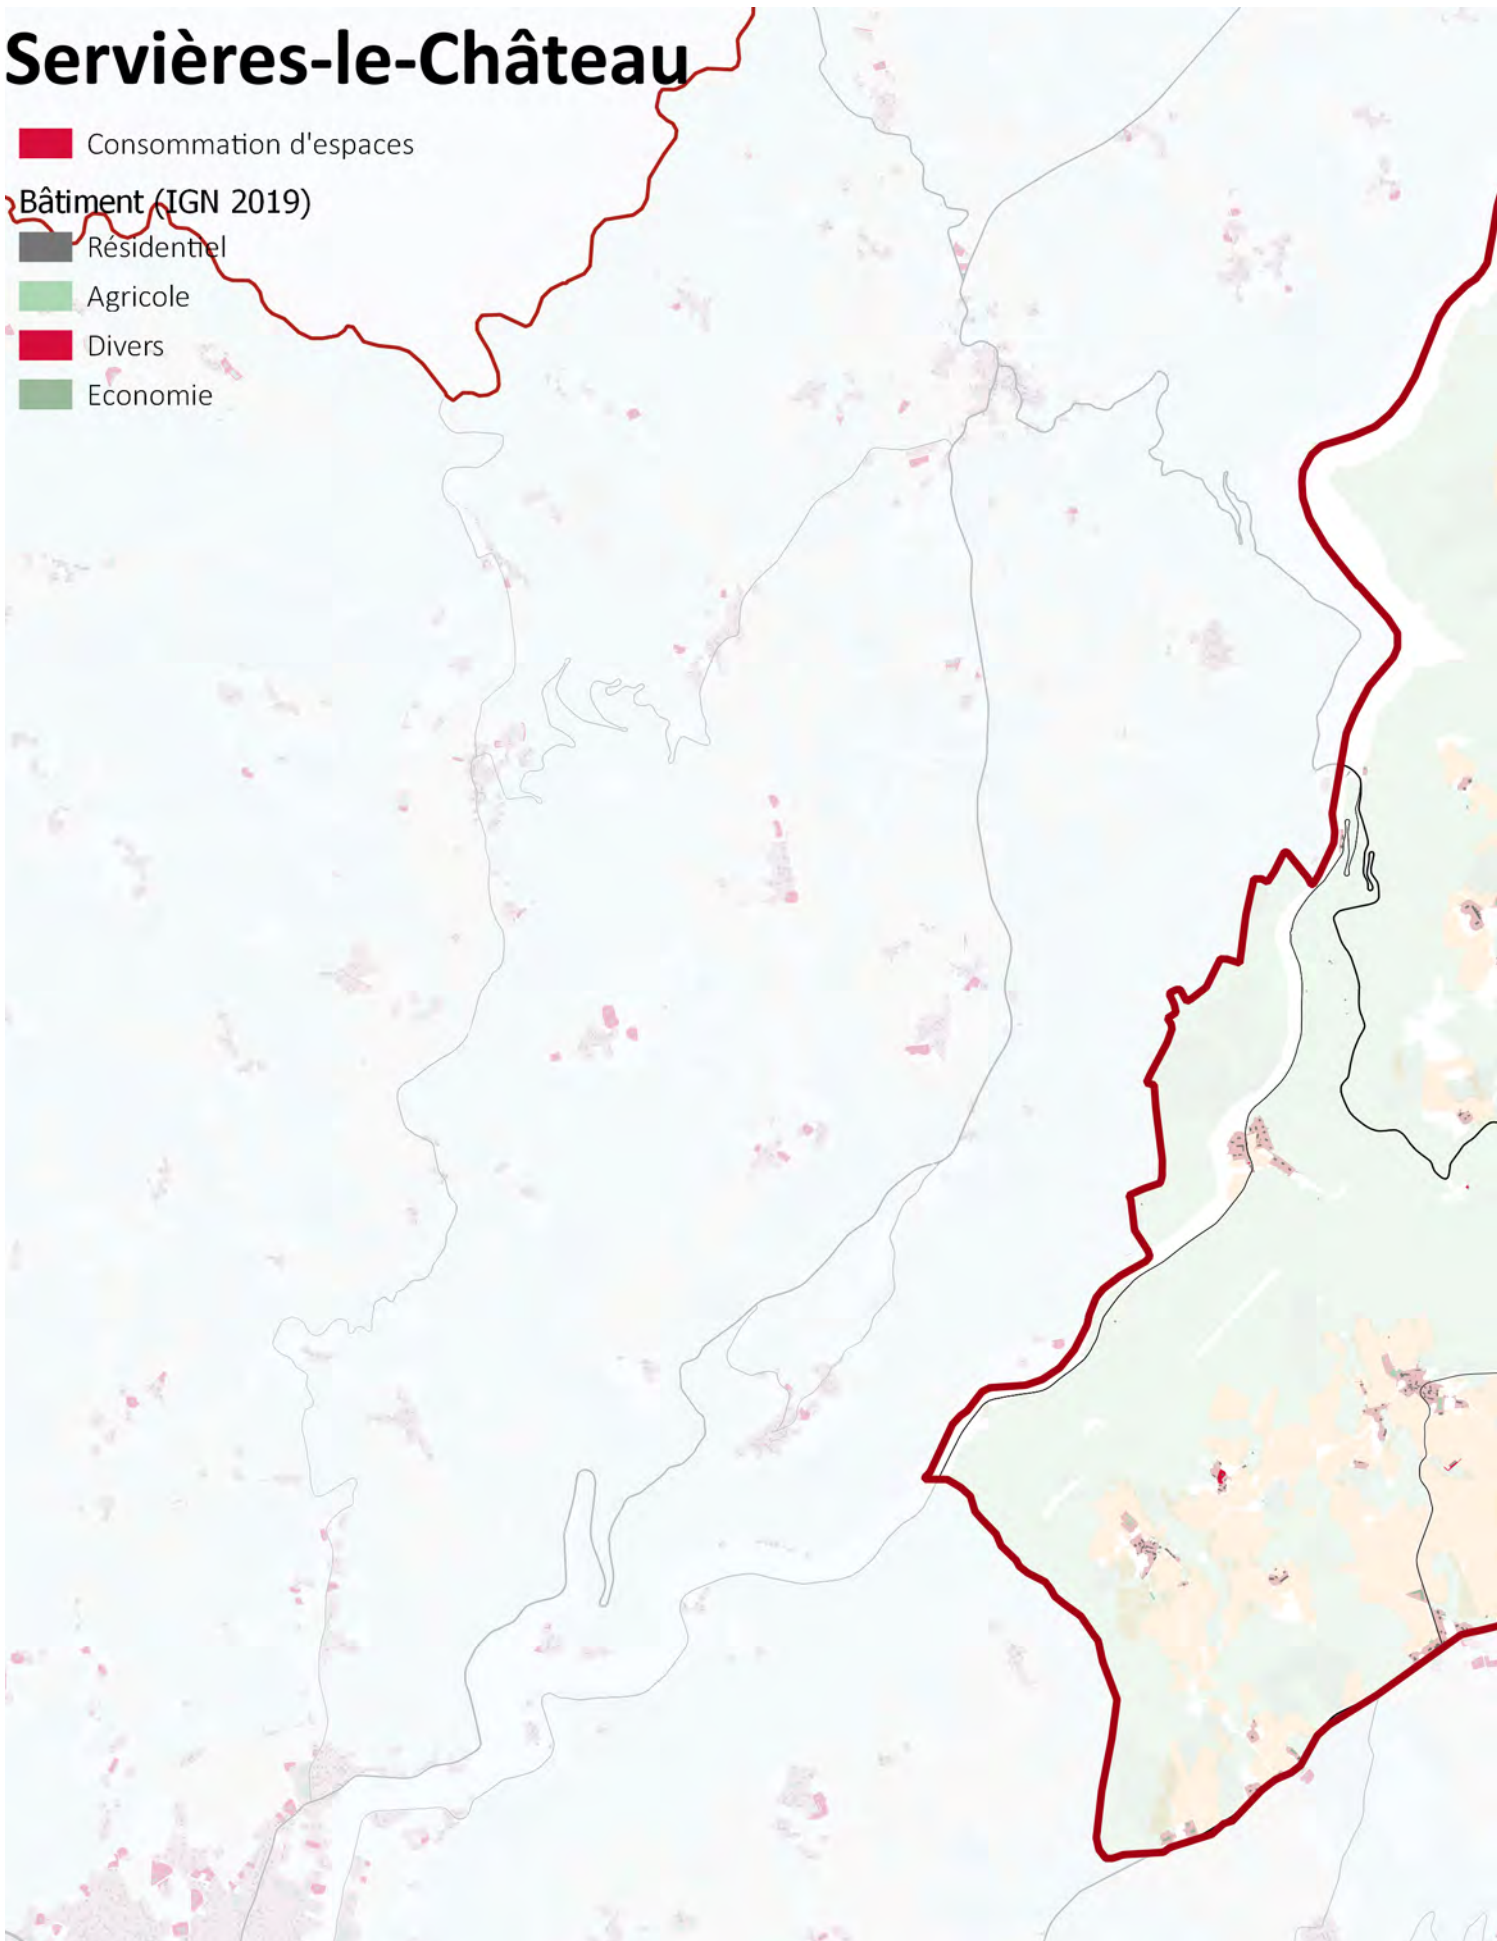 Servières-le-Château
Consommation d'espaces
Bâtiment (IGN 2019)
Résidentiel
Agricole
Divers
Economie